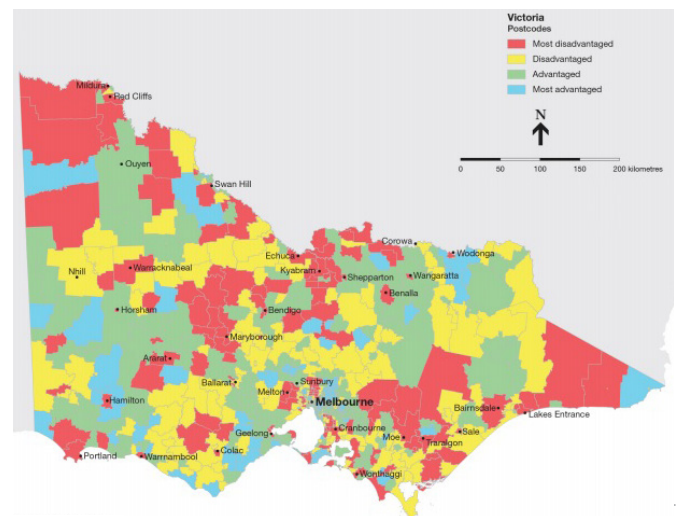 Victoria
Postcodes
Most disadvantaged
Disadvantaged
Advantaged
Most advantaged
N
0 50 100 150 200 kilometres
Mildura
Red Cliffs
Ouyen
Swan Hill
Corowa
Wodonga
Echuca
Kyabram
Shepparton
Wangaratta
Nhill
Warracknabeal
Benalla
Horsham
Bendigo
Maryborough
Ararat
Ballarat
Sunbury
Melton
Melbourne
Hamilton
Bairnsdale
Lakes Entrance
Geelong
Cranbourne
Moe
Traralgon
Sale
Portland
Warrnambool
Colac
Wonthaggi